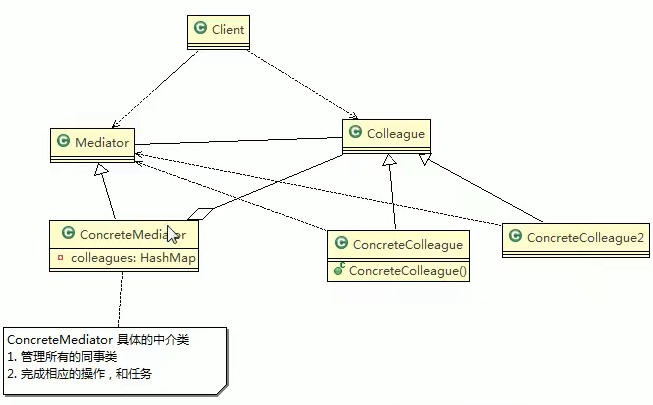 Client
Mediator
Colleague
ConcreteMediator
colleagues: HashMap
ConcreteColleague
ConcreteColleague()
ConcreteColleague2
ConcreteMediator 具体的中介类
1. 管理所有的同事类
2. 完成相应的操作，和任务